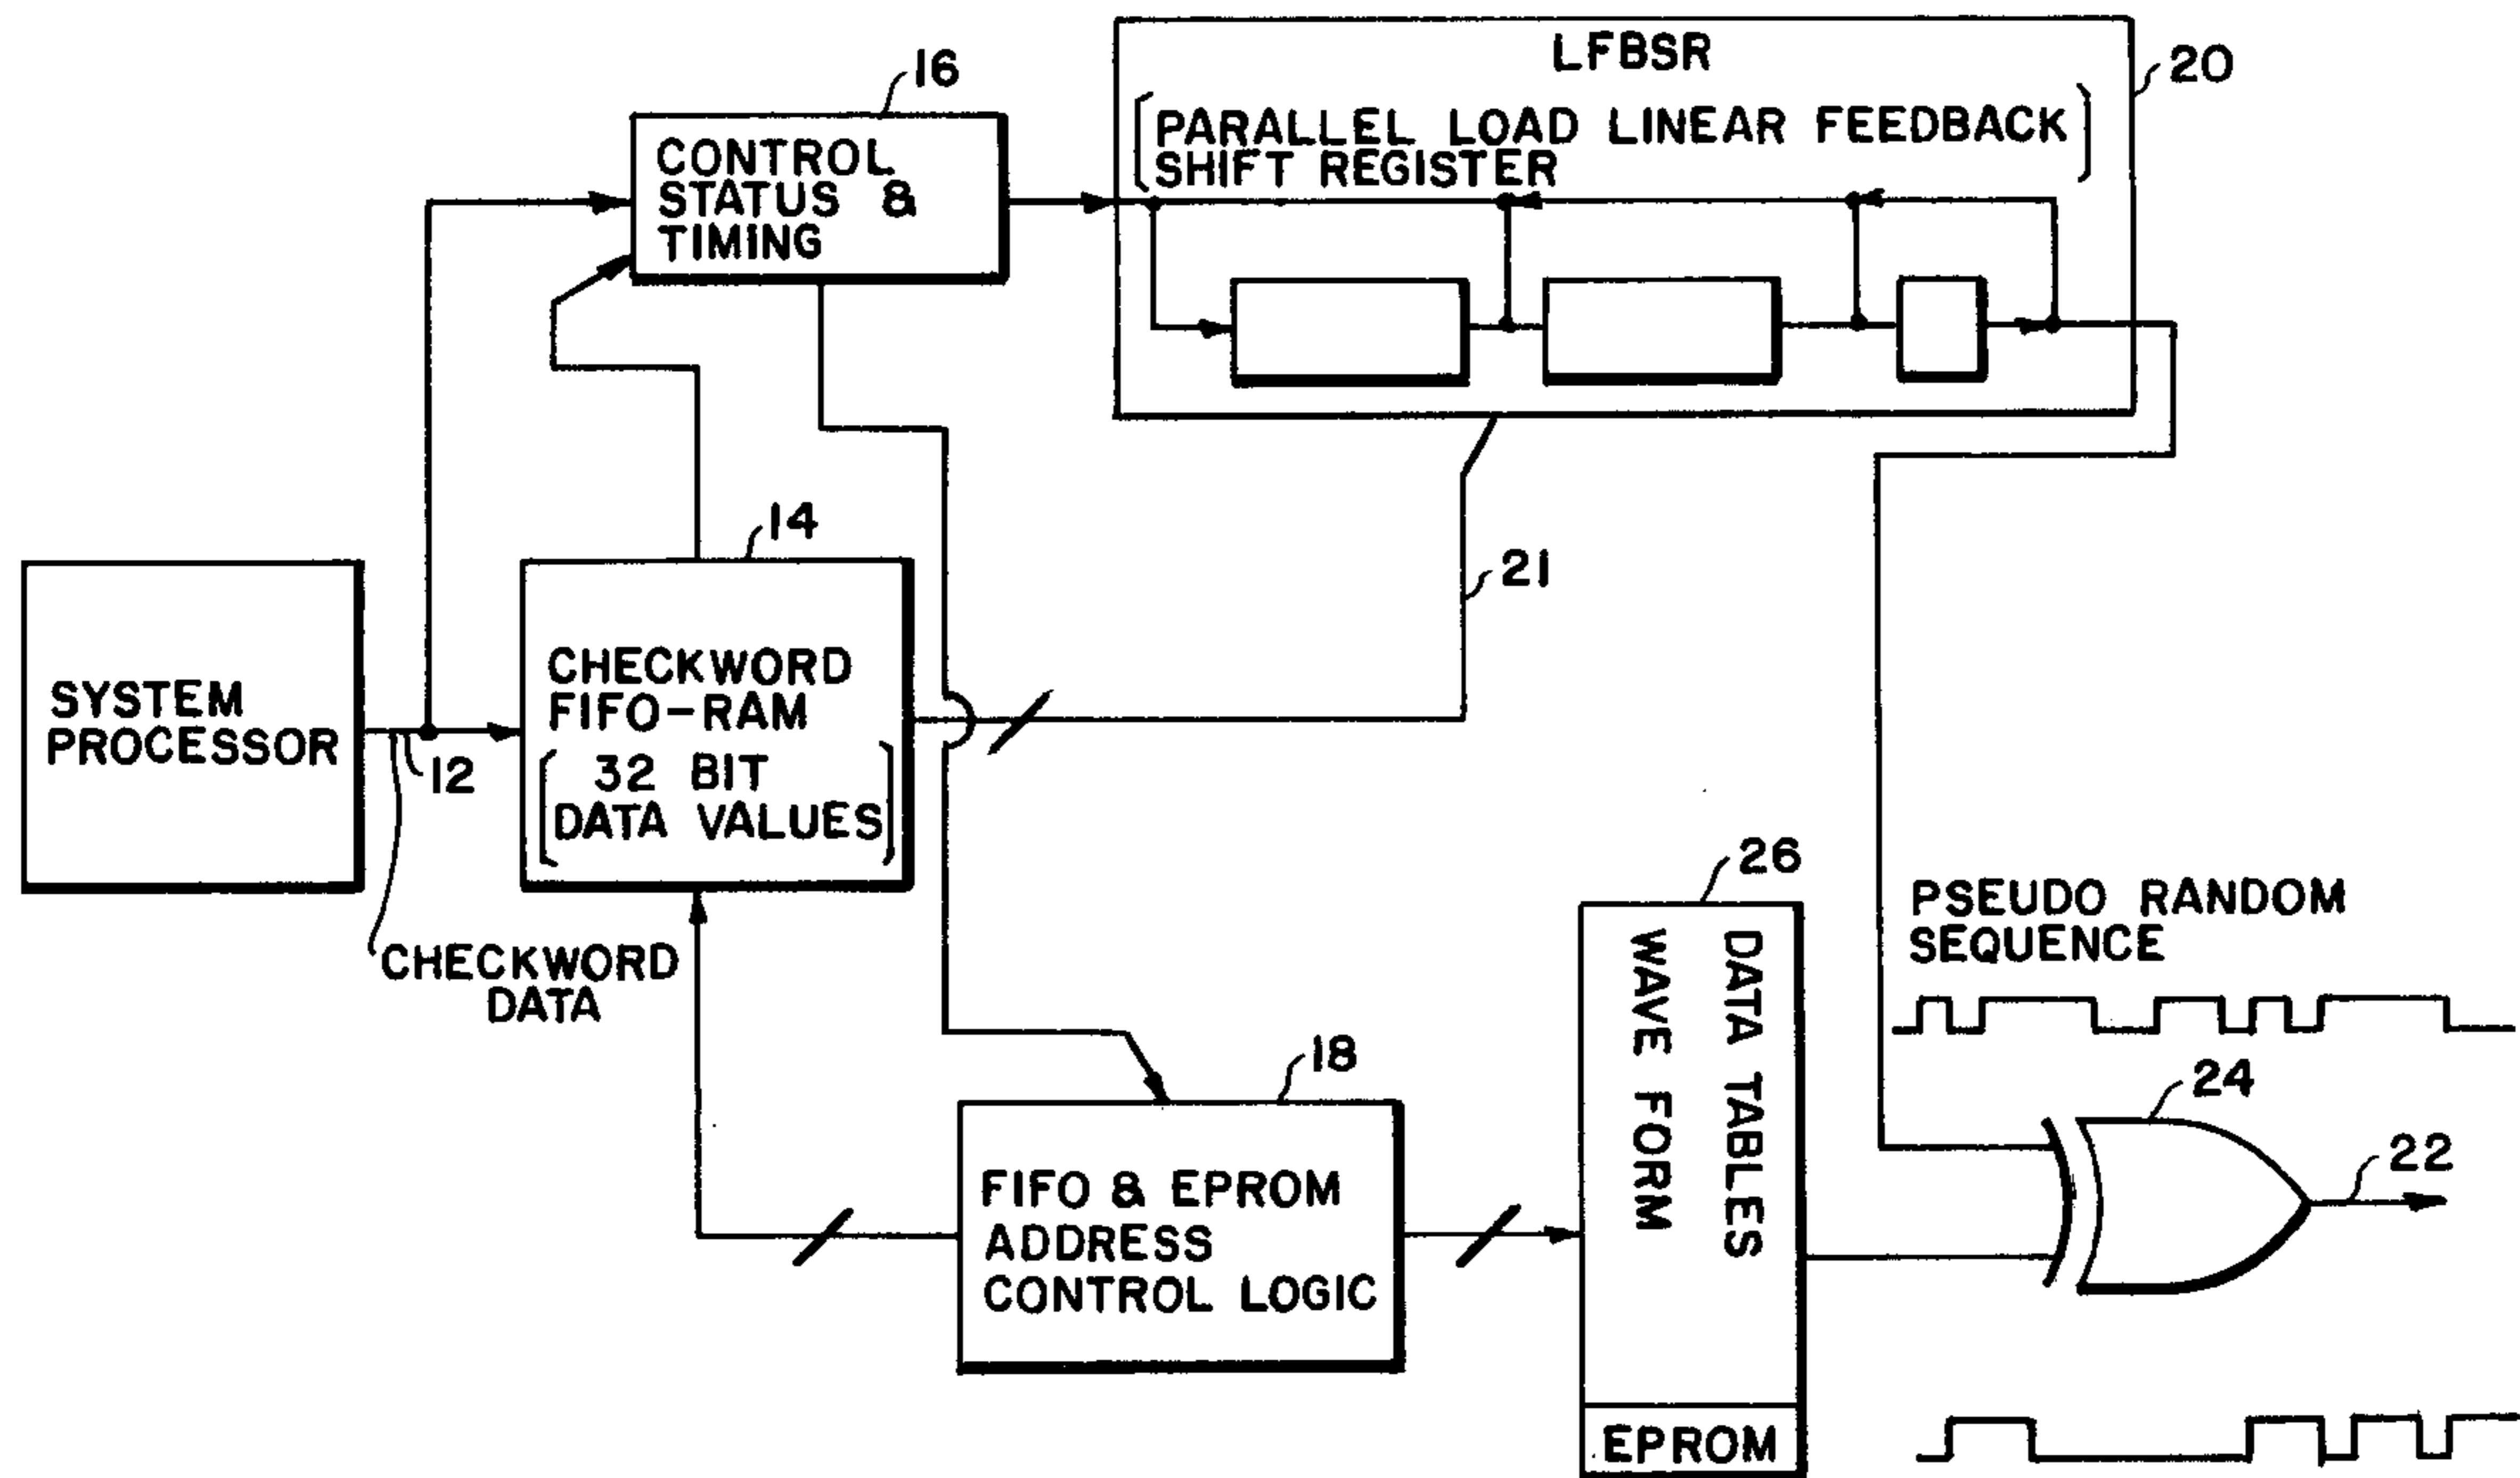 LFBSR
20
16
PARALLEL LOAD LINEAR FEEDBACK
SHIFT REGISTER
CONTROL
STATUS &
TIMING
14
21
SYSTEM
PROCESSOR
12
CHECKWORD
FIFO-RAM
32 BIT
DATA VALUES
CHECKWORD
DATA
26
DATA TABLES
WAVE FORM
EPROM
PSEUDO RANDOM
SEQUENCE
18
FIFO & EPROM
ADDRESS
CONTROL LOGIC
24
22